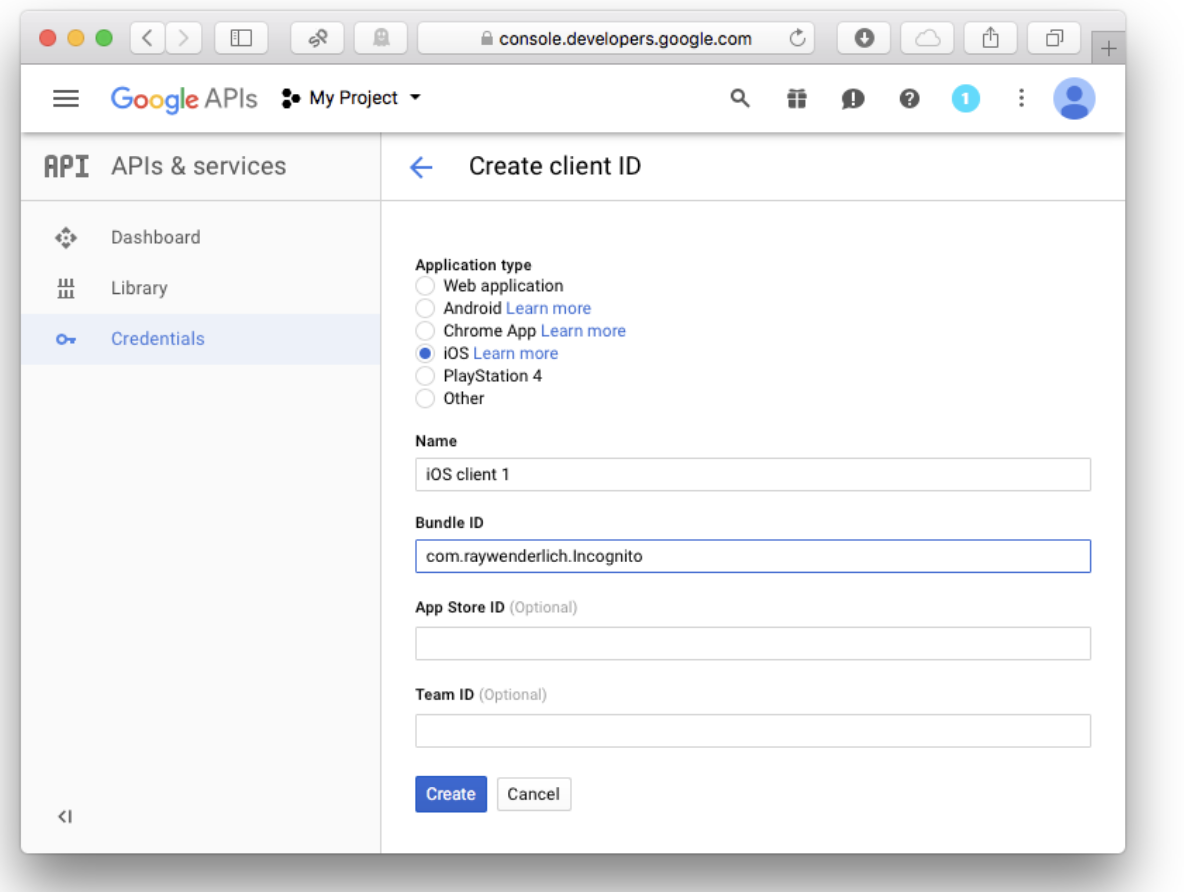 console.developers.google.com
Google APIs My Project 1
API APIs & services
Create client ID
Dashboard
Library
Credentials
Application type
Web application
Android Learn more
Chrome App Learn more
iOS Learn more
PlayStation 4
Other
Name
iOS client 1
Bundle ID
com.raywenderlich.Incognito
App Store ID (Optional)
Team ID (Optional)
Create Cancel